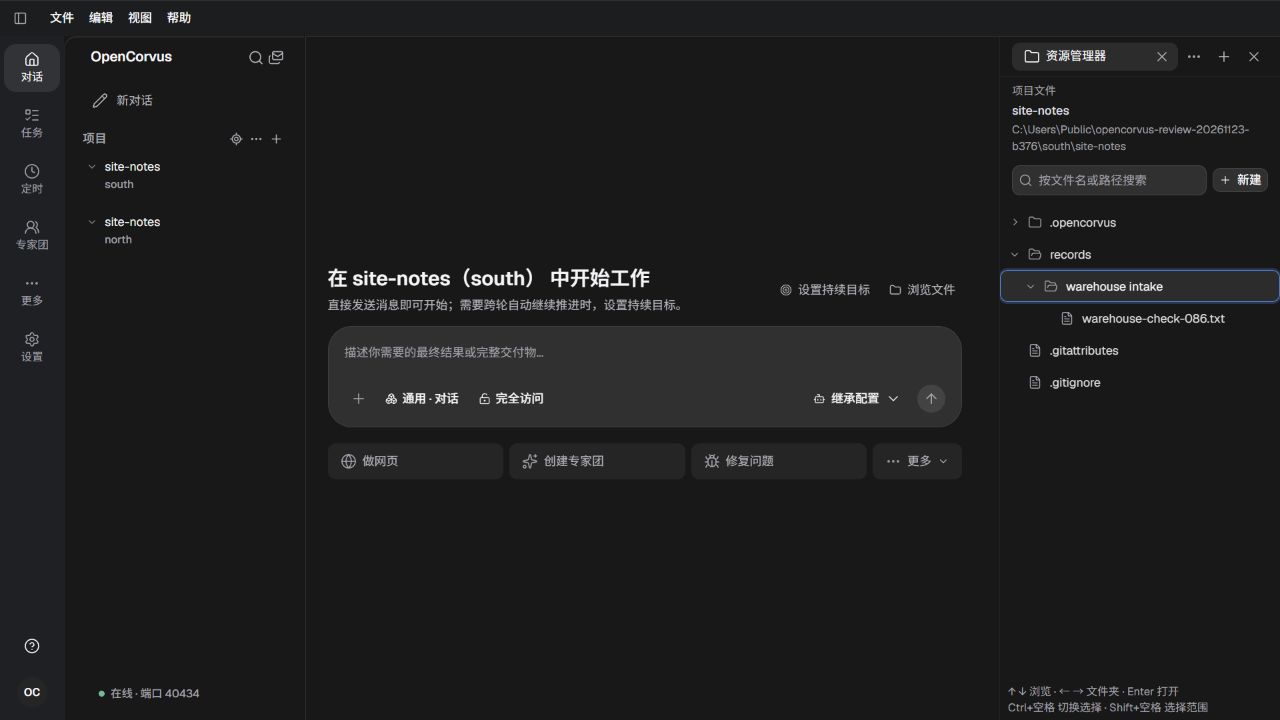 文件 编辑 视图 帮助
对话
任务
定时
专家团
更多
设置
OC
OpenCorvus
新对话
项目
site-notes
south
site-notes
north
在线 · 端口 40434
在 site-notes（south） 中开始工作
直接发送消息即可开始；需要跨轮自动继续推进时，设置持续目标。
设置持续目标 浏览文件
描述你需要的最终结果或完整交付物...
通用 · 对话 完全访问 继承配置
做网页 创建专家团 修复问题 更多
资源管理器
项目文件
site-notes
C:\Users\Public\opencorvus-review-20261123-
b376\south\site-notes
按文件名或路径搜索 新建
.opencorvus
records
warehouse intake
warehouse-check-086.txt
.gitattributes
.gitignore
↑↓ 浏览 · ←→ 文件夹 · Enter 打开
Ctrl+空格 切换选择 · Shift+空格 选择范围